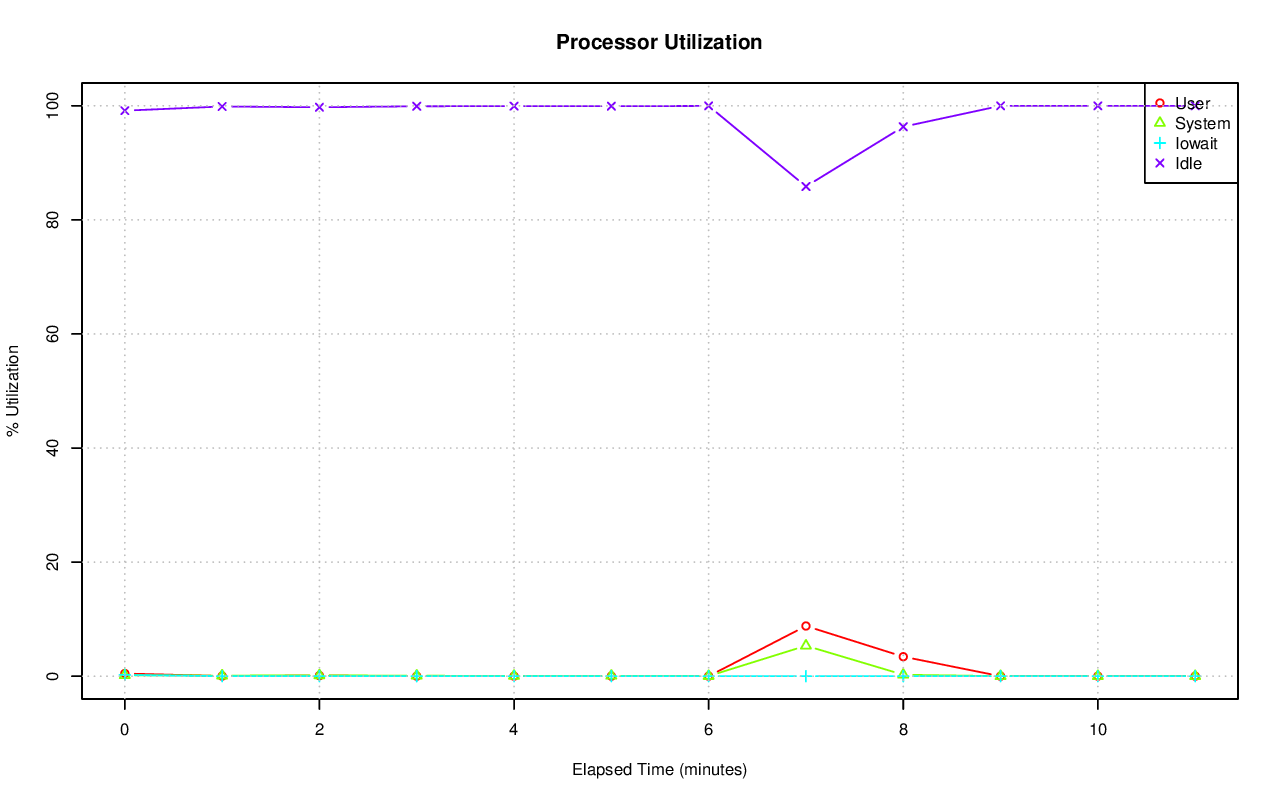 Processor Utilization
% Utilization
100
80
60
40
20
0
User
System
Iowait
Idle
0 2 4 6 8 10
Elapsed Time (minutes)